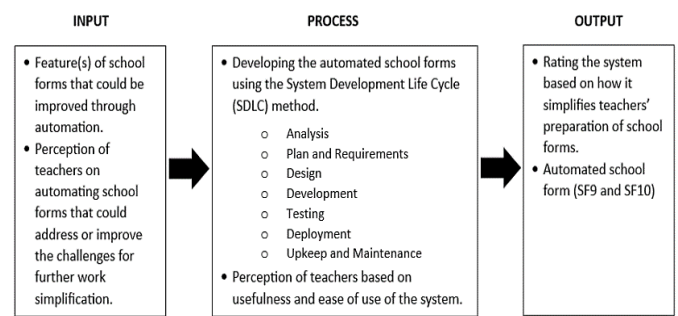 INPUT
• Feature(s) of school
forms that could be
improved through
automation.
• Perception of
teachers on
automating school
forms that could
address or improve
the challenges for
further work
simplification.
PROCESS
• Developing the automated school forms
using the System Development Life Cycle
(SDLC) method.
o Analysis
o Plan and Requirements
o Design
o Development
o Testing
o Deployment
o Upkeep and Maintenance
• Perception of teachers based on
usefulness and ease of use of the system.
OUTPUT
• Rating the system
based on how it
simplifies teachers’
preparation of school
forms.
• Automated school
form (SF9 and SF10)